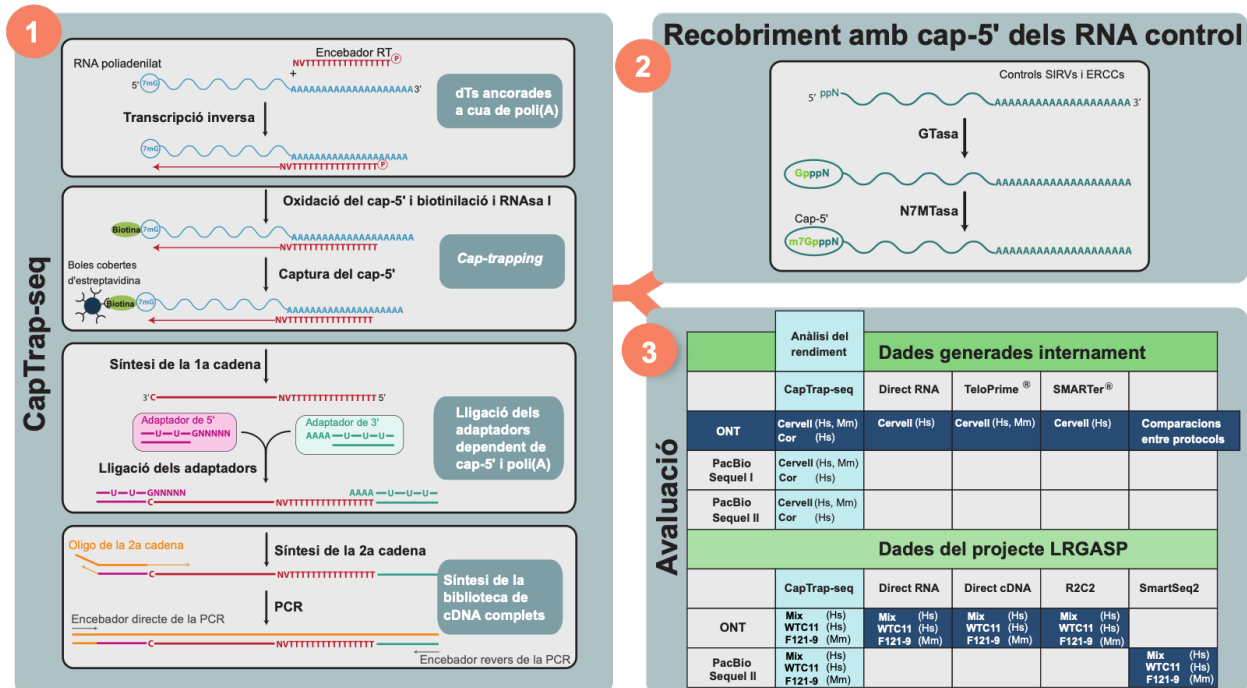 1
CapTrap-seq
Encebador RT
RNA poliadenilat
NVTTTTTTTTTTTTTTTT P
+
5' 7mG AAAAAAAAAAAAAAAAAAA 3'
dTs ancorades
a cua de poli(A)
Transcripció inversa
7mG AAAAAAAAAAAAAAAAAAA
NVTTTTTTTTTTTTTTTT P
Oxidació del cap-5' i biotinilació i RNAsa I
Biotina 7mG AAAAAAAAAAAAAAAAAAA
NVTTTTTTTTTTTTTTTT
Cap-trapping
Boles cobertes
d'estreptavidina
Captura del cap-5'
Biotina 7mG AAAAAAAAAAAAAAAAAAA
NVTTTTTTTTTTTTTTTT
Síntesi de la 1a cadena
3' C NVTTTTTTTTTTTTTTTT 5'
Adaptador de 5'
U U GNNNNN
Adaptador de 3'
AAAA U U U
Lligació dels
adaptadors
dependent de
cap-5' i poli(A)
Lligació dels adaptadors
U U GNNNNN AAAA U U U
C NVTTTTTTTTTTTTTTTT
Oligo de la 2a cadena
Síntesi de la 2a cadena
C NVTTTTTTTTTTTTTTTT
Síntesi de la
biblioteca de
cDNA complets
PCR
Encebador directe de la PCR
C NVTTTTTTTTTTTTTTTT
Encebador revers de la PCR
2
Recobriment amb cap-5' dels RNA control
Controls SIRVs i ERCCs
5' ppN AAAAAAAAAAAAAAAAAAA 3'
GTasa
GpppN AAAAAAAAAAAAAAAAAAA
N7MTasa
Cap-5'
m7GpppN AAAAAAAAAAAAAAAAAAA
3
Avaluació
Anàlisi del
rendiment
Dades generades internament
CapTrap-seq Direct RNA TeloPrime ® SMARTer ®
ONT
Cervell (Hs, Mm)
Cor (Hs)
Cervell (Hs)
Cervell (Hs, Mm)
Cervell (Hs)
Comparacions
entre protocols
PacBio
Sequel I
Cervell (Hs, Mm)
Cor (Hs)
PacBio
Sequel II
Cervell (Hs, Mm)
Cor (Hs)
Dades del projecte LRGASP
CapTrap-seq Direct RNA Direct cDNA R2C2 SmartSeq2
ONT
Mix (Hs)
WTC11 (Hs)
F121-9 (Mm)
Mix (Hs)
WTC11 (Hs)
F121-9 (Mm)
Mix (Hs)
WTC11 (Hs)
F121-9 (Mm)
Mix (Hs)
WTC11 (Hs)
F121-9 (Mm)
PacBio
Sequel II
Mix (Hs)
WTC11 (Hs)
F121-9 (Mm)
Mix (Hs)
WTC11 (Hs)
F121-9 (Mm)